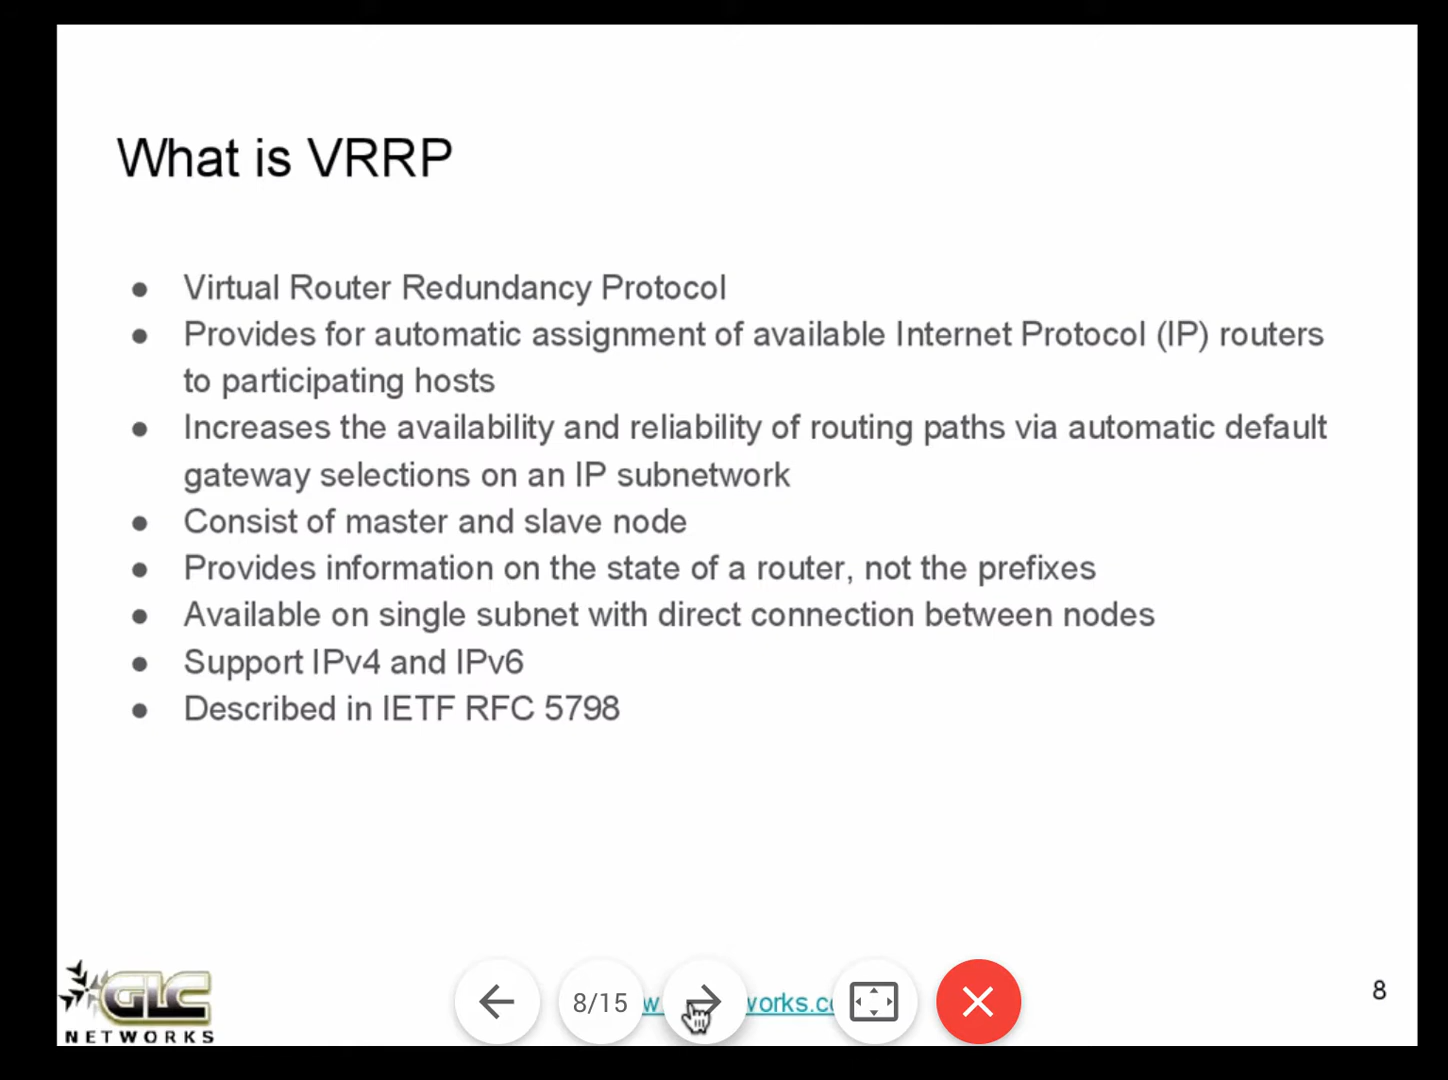 What is VRRP
● Virtual Router Redundancy Protocol
● Provides for automatic assignment of available Internet Protocol (IP) routers
to participating hosts
● Increases the availability and reliability of routing paths via automatic default
gateway selections on an IP subnetwork
● Consist of master and slave node
● Provides information on the state of a router, not the prefixes
● Available on single subnet with direct connection between nodes
● Support IPv4 and IPv6
● Described in IETF RFC 5798
GLC
NETWORKS
8/15
8